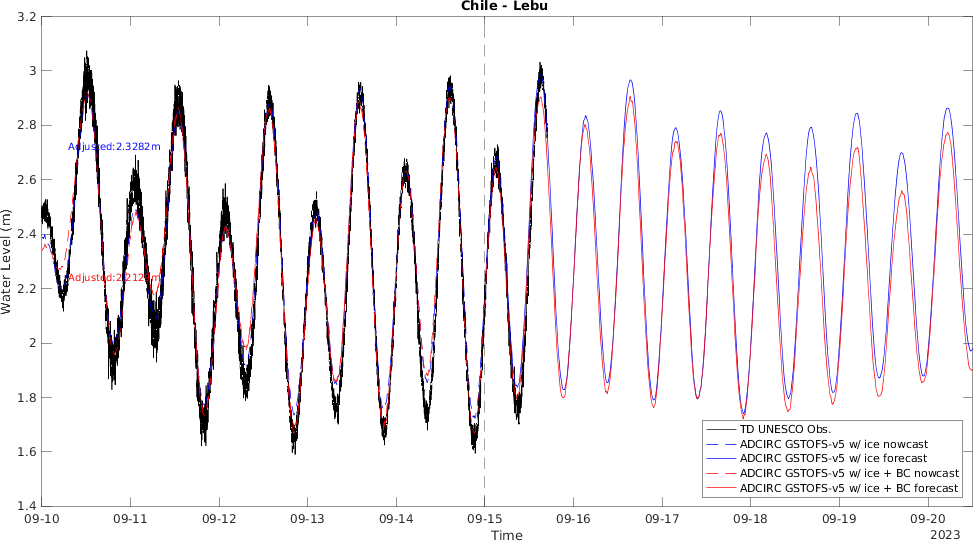 Chile - Lebu
3.2
3
2.8
2.6
2.4
2.2
2
1.8
1.6
1.4
Water Level (m)
Adjusted:2.3282m
TD UNESCO Obs.
ADCIRC GSTOFS-v5 w/ ice nowcast
ADCIRC GSTOFS-v5 w/ ice forecast
ADCIRC GSTOFS-v5 w/ ice + BC nowcast
ADCIRC GSTOFS-v5 w/ ice + BC forecast
09-10
09-11
09-12
09-13
09-14
09-15
09-16
09-17
09-18
09-19
09-20
Time
2023